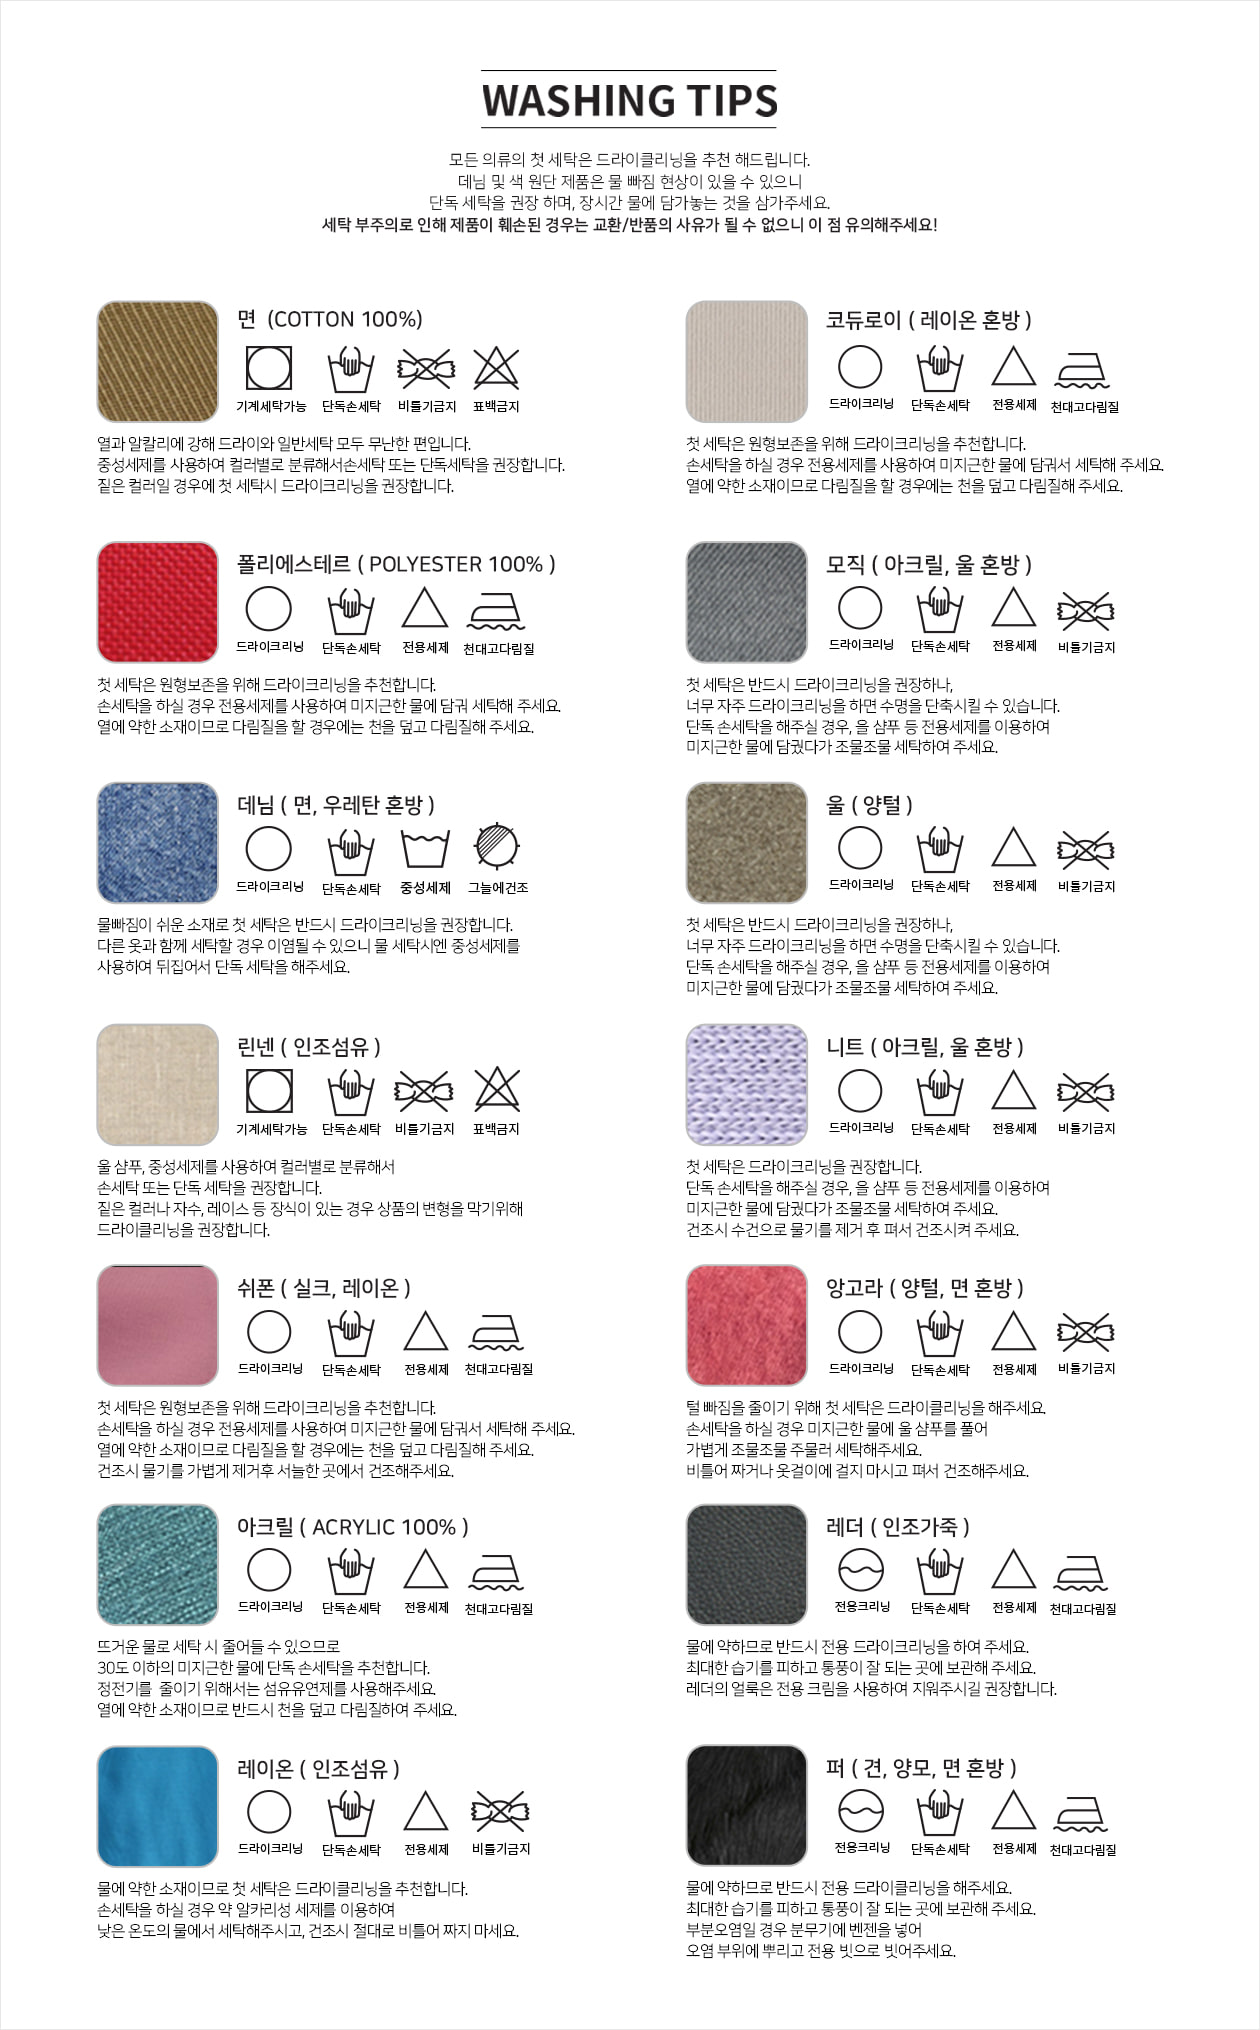 WASHING TIPS
모든 의류의 첫 세탁은 드라이클리닝을 추천 해드립니다.
데님 및 색 원단 제품은 물 빠짐 현상이 있을 수 있으니
단독 세탁을 권장 하며, 장시간 물에 담가놓는 것을 삼가주세요.
세탁 부주의로 인해 제품이 훼손된 경우는 교환/반품의 사유가 될 수 없으니 이 점 유의해주세요!
면 (COTTON 100%)
기계세탁가능 단독손세탁 비틀기금지 표백금지
열과 알칼리에 강해 드라이와 일반세탁 모두 무난한 편입니다.
중성세제를 사용하여 컬러별로 분류해서손세탁 또는 단독세탁을 권장합니다.
짙은 컬러일 경우에 첫 세탁시 드라이크리닝을 권장합니다.
코듀로이 ( 레이온 혼방 )
드라이크리닝 단독손세탁 전용세제 천대고다림질
첫 세탁은 원형보존을 위해 드라이크리닝을 추천합니다.
손세탁을 하실 경우 전용세제를 사용하여 미지근한 물에 담궈서 세탁해 주세요.
열에 약한 소재이므로 다림질을 할 경우에는 천을 덮고 다림질해 주세요.
폴리에스테르 ( POLYESTER 100% )
드라이크리닝 단독손세탁 전용세제 천대고다림질
첫 세탁은 원형보존을 위해 드라이크리닝을 추천합니다.
손세탁을 하실 경우 전용세제를 사용하여 미지근한 물에 담궈 세탁해 주세요.
열에 약한 소재이므로 다림질을 할 경우에는 천을 덮고 다림질해 주세요.
모직 ( 아크릴, 울 혼방 )
드라이크리닝 단독손세탁 전용세제 비틀기금지
첫 세탁은 반드시 드라이크리닝을 권장하나,
너무 자주 드라이크리닝을 하면 수명을 단축시킬 수 있습니다.
단독 손세탁을 해주실 경우, 울 샴푸 등 전용세제를 이용하여
미지근한 물에 담궜다가 조물조물 세탁하여 주세요.
데님 ( 면, 우레탄 혼방 )
드라이크리닝 단독손세탁 중성세제 그늘에건조
물빠짐이 쉬운 소재로 첫 세탁은 반드시 드라이크리닝을 권장합니다.
다른 옷과 함께 세탁할 경우 이염될 수 있으니 물 세탁시엔 중성세제를
사용하여 뒤집어서 단독 세탁을 해주세요.
울 ( 양털 )
드라이크리닝 단독손세탁 전용세제 비틀기금지
첫 세탁은 반드시 드라이크리닝을 권장하나,
너무 자주 드라이크리닝을 하면 수명을 단축시킬 수 있습니다.
단독 손세탁을 해주실 경우, 울 샴푸 등 전용세제를 이용하여
미지근한 물에 담궜다가 조물조물 세탁하여 주세요.
린넨 ( 인조섬유 )
기계세탁가능 단독손세탁 비틀기금지 표백금지
울 샴푸, 중성세제를 사용하여 컬러별로 분류해서
손세탁 또는 단독 세탁을 권장합니다.
짙은 컬러나 자수, 레이스 등 장식이 있는 경우 상품의 변형을 막기위해
드라이클리닝을 권장합니다.
니트 ( 아크릴, 울 혼방 )
드라이크리닝 단독손세탁 전용세제 비틀기금지
첫 세탁은 드라이크리닝을 권장합니다.
단독 손세탁을 해주실 경우, 울 샴푸 등 전용세제를 이용하여
미지근한 물에 담궜다가 조물조물 세탁하여 주세요.
건조시 수건으로 물기를 제거 후 펴서 건조시켜 주세요.
쉬폰 ( 실크, 레이온 )
드라이크리닝 단독손세탁 전용세제 천대고다림질
첫 세탁은 원형보존을 위해 드라이크리닝을 추천합니다.
손세탁을 하실 경우 전용세제를 사용하여 미지근한 물에 담궈서 세탁해 주세요.
열에 약한 소재이므로 다림질을 할 경우에는 천을 덮고 다림질해 주세요.
건조시 물기를 가볍게 제거후 서늘한 곳에서 건조해주세요.
앙고라 ( 양털, 면 혼방 )
드라이크리닝 단독손세탁 전용세제 비틀기금지
털 빠짐을 줄이기 위해 첫 세탁은 드라이클리닝을 해주세요.
손세탁을 하실 경우 미지근한 물에 울 샴푸를 풀어
가볍게 조물조물 주물러 세탁해주세요.
비틀어 짜거나 옷걸이에 걸지 마시고 펴서 건조해주세요.
아크릴 ( ACRYLIC 100% )
드라이크리닝 단독손세탁 전용세제 천대고다림질
뜨거운 물로 세탁 시 줄어들 수 있으므로
30도 이하의 미지근한 물에 단독 손세탁을 추천합니다.
정전기를 줄이기 위해서는 섬유유연제를 사용해주세요.
열에 약한 소재이므로 반드시 천을 덮고 다림질하여 주세요.
레더 ( 인조가죽 )
전용크리닝 단독손세탁 전용세제 천대고다림질
물에 약하므로 반드시 전용 드라이크리닝을 하여 주세요.
최대한 습기를 피하고 통풍이 잘 되는 곳에 보관해 주세요.
레더의 얼룩은 전용 크림을 사용하여 지워주시길 권장합니다.
레이온 ( 인조섬유 )
드라이크리닝 단독손세탁 전용세제 비틀기금지
물에 약한 소재이므로 첫 세탁은 드라이클리닝을 추천합니다.
손세탁을 하실 경우 약 알카리성 세제를 이용하여
낮은 온도의 물에서 세탁해주시고, 건조시 절대로 비틀어 짜지 마세요.
퍼 ( 견, 양모, 면 혼방 )
전용크리닝 단독손세탁 전용세제 천대고다림질
물에 약하므로 반드시 전용 드라이클리닝을 해주세요.
최대한 습기를 피하고 통풍이 잘 되는 곳에 보관해 주세요.
부분오염일 경우 분무기에 벤젠을 넣어
오염 부위에 뿌리고 전용 빗으로 빗어주세요.